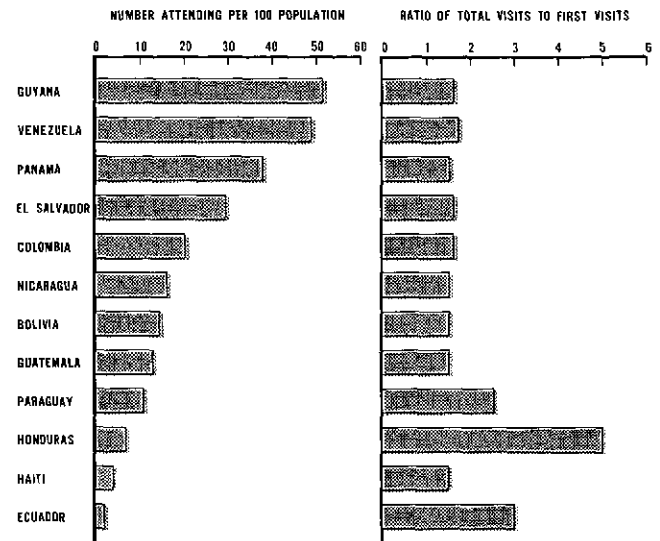 NUMBER ATTENDING PER 100 POPULATION
RATIO OF TOTAL VISITS TO FIRST VISITS
0 10 20 30 40 50 60
0 1 2 3 4 5 6
GUYANA
VENEZUELA
PANAMA
EL SALVADOR
COLOMBIA
NICARAGUA
BOLIVIA
GUATEMALA
PARAGUAY
HONDURAS
HAITI
ECUADOR